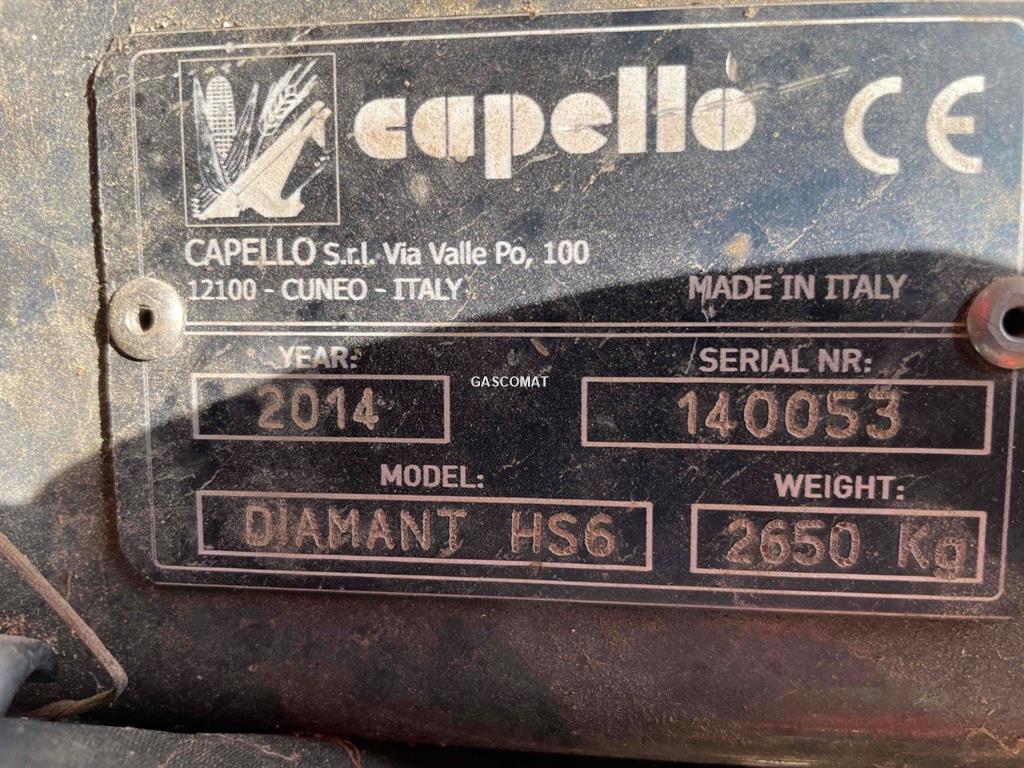 capello CE
CAPELLO S.r.l. Via Valle Po, 100
12100 - CUNEO - ITALY MADE IN ITALY
YEAR: SERIAL NR:
GASCOMAT
2014 140053
MODEL: WEIGHT:
DIAMANT HS6 2650 Kg